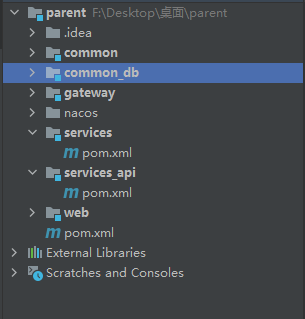 parent F:\Desktop\桌面\parent
.idea
common
common_db
gateway
nacos
services
pom.xml
services_api
pom.xml
web
pom.xml
External Libraries
Scratches and Consoles